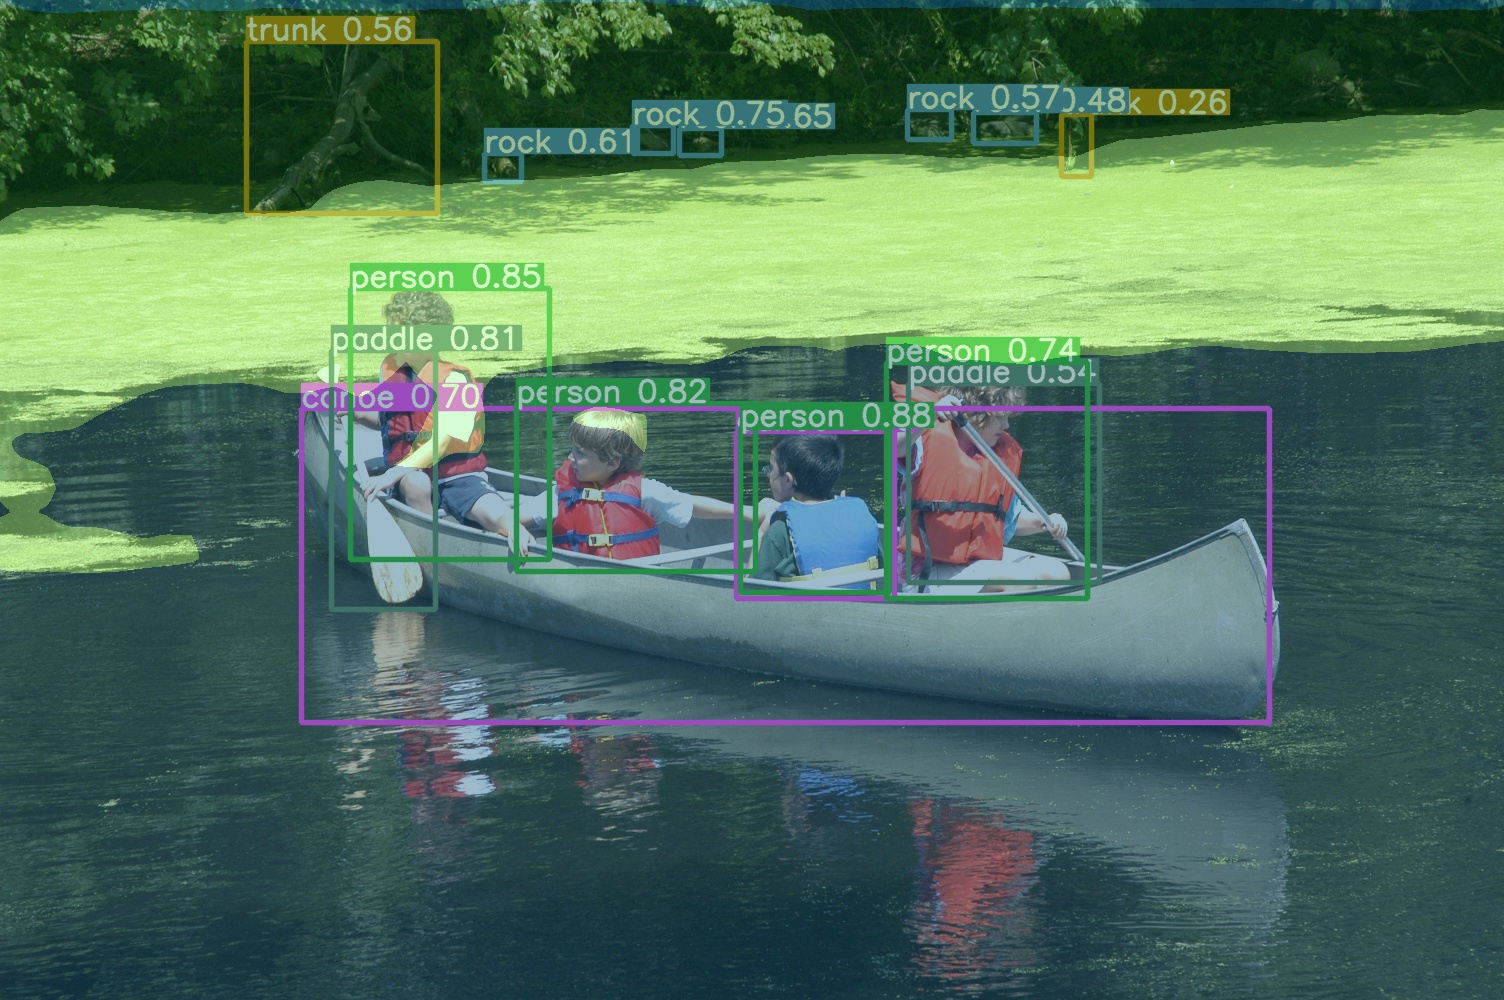 trunk 0.56
rock 0.61
rock 0.75
.65
rock 0.57
0.48
k 0.26
person 0.85
paddle 0.81
canoe 0.70
person 0.82
person 0.88
person 0.74
paddle 0.54